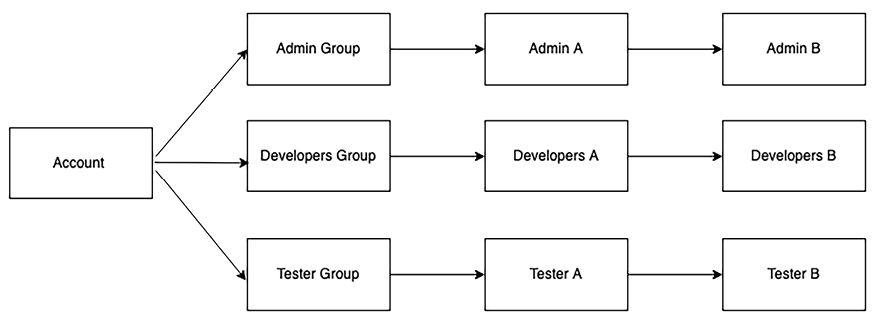 Admin Group
Admin A
Admin B
Account
Developers Group
Developers A
Developers B
Tester Group
Tester A
Tester B